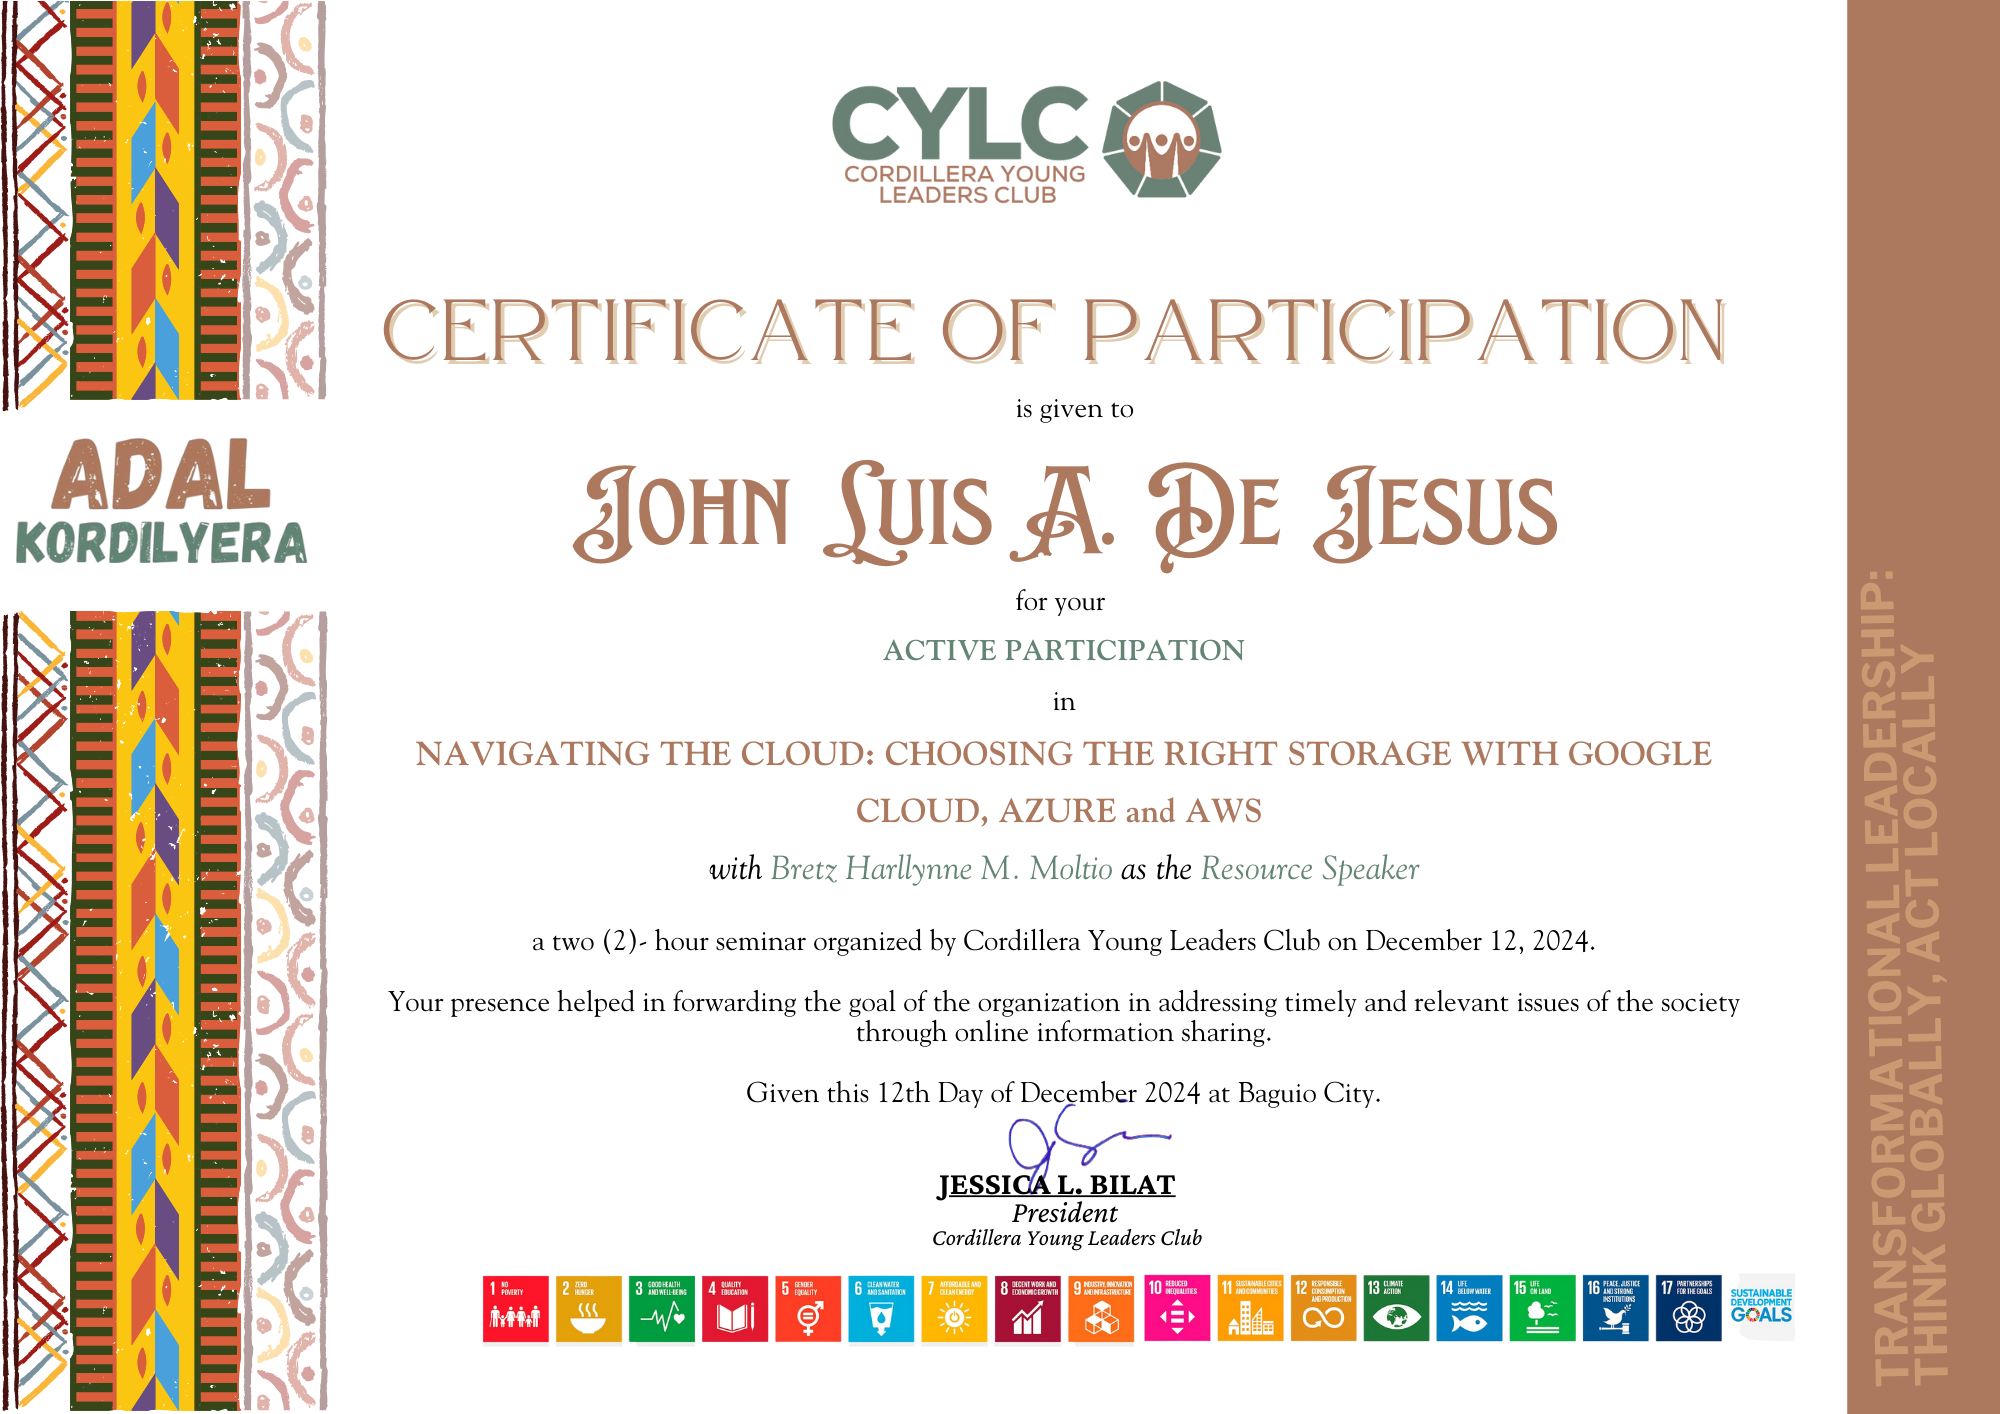 CYLC
CORDILLERA YOUNG
LEADERS CLUB
CERTIFICATE OF PARTICIPATION
is given to
JOHN LUIS A. DE JESUS
for your
ACTIVE PARTICIPATION
in
NAVIGATING THE CLOUD: CHOOSING THE RIGHT STORAGE WITH GOOGLE
CLOUD, AZURE and AWS
with Bretz Harllynne M. Moltio as the Resource Speaker
a two (2)- hour seminar organized by Cordillera Young Leaders Club on December 12, 2024.
Your presence helped in forwarding the goal of the organization in addressing timely and relevant issues of the society
through online information sharing.
Given this 12th Day of December 2024 at Baguio City.
JESSICA L. BILAT
President
Cordillera Young Leaders Club
ADAL
KORDILYERA
1 NO
POVERTY
2 ZERO
HUNGER
3 GOOD HEALTH
AND WELL-BEING
4 QUALITY
EDUCATION
5 GENDER
EQUALITY
6 CLEAN WATER
AND SANITATION
7 AFFORDABLE AND
CLEAN ENERGY
8 DECENT WORK AND
ECONOMIC GROWTH
9 INDUSTRY, INNOVATION
AND INFRASTRUCTURE
10 REDUCED
INEQUALITIES
11 SUSTAINABLE CITIES
AND COMMUNITIES
12 RESPONSIBLE
CONSUMPTION
AND PRODUCTION
13 CLIMATE
ACTION
14 LIFE
BELOW WATER
15 LIFE
ON LAND
16 PEACE, JUSTICE
AND STRONG
INSTITUTIONS
17 PARTNERSHIPS
FOR THE GOALS
SUSTAINABLE
DEVELOPMENT
GOALS
TRANSFORMATIONAL LEADERSHIP:
THINK GLOBALLY, ACT LOCALLY